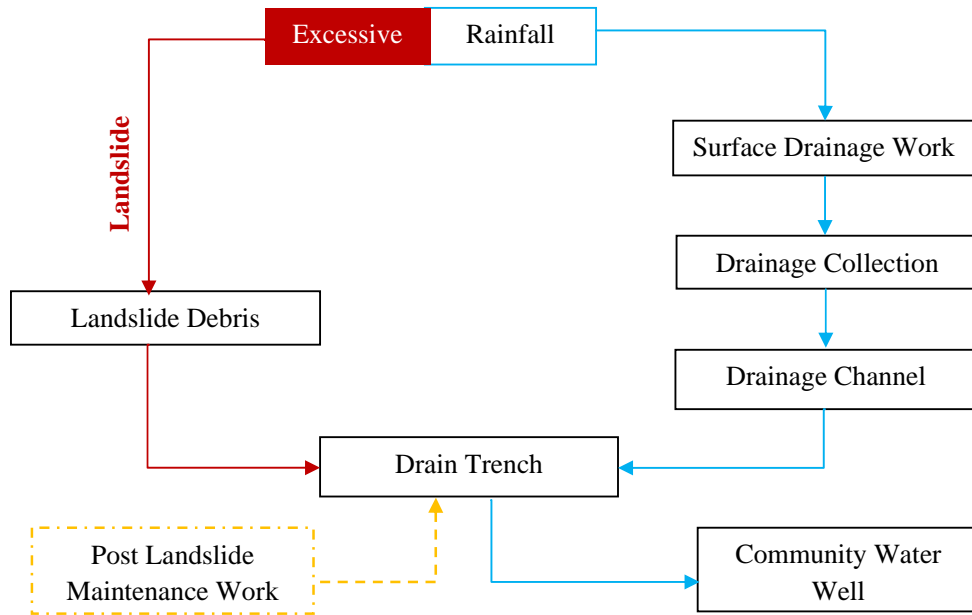 Excessive Rainfall
Landslide
Surface Drainage Work
Drainage Collection
Landslide Debris
Drainage Channel
Drain Trench
Post Landslide
Maintenance Work
Community Water
Well